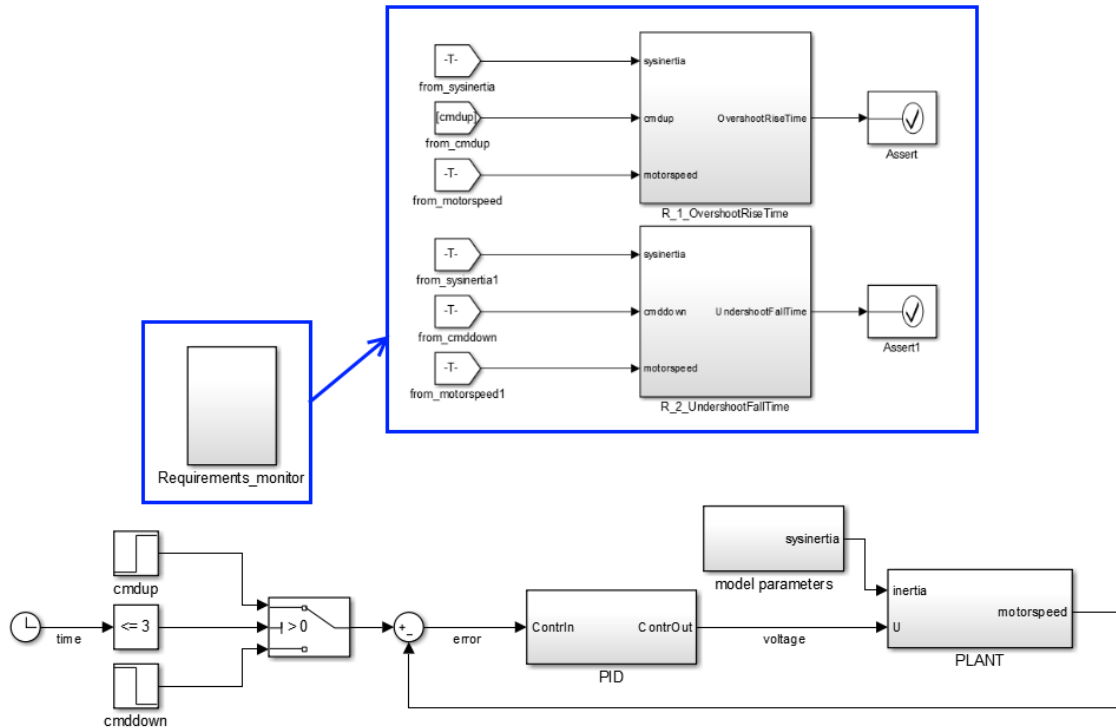 -T-
from_sysinertia
[cmdup]
from_cmdup
-T-
from_motorspeed
sysinertia
cmdup
motorspeed
OvershootRiseTime
R_1_OvershootRiseTime
Assert
-T-
from_sysinertia1
-T-
from_cmddown
-T-
from_motorspeed1
sysinertia
cmddown
motorspeed
UndershootFallTime
R_2_UndershootFallTime
Assert1
Requirements_monitor
cmdup
time
<= 3
cmddown
> 0
+
-
error
ContrIn
ContrOut
PID
voltage
sysinertia
model parameters
inertia
U
motorspeed
PLANT